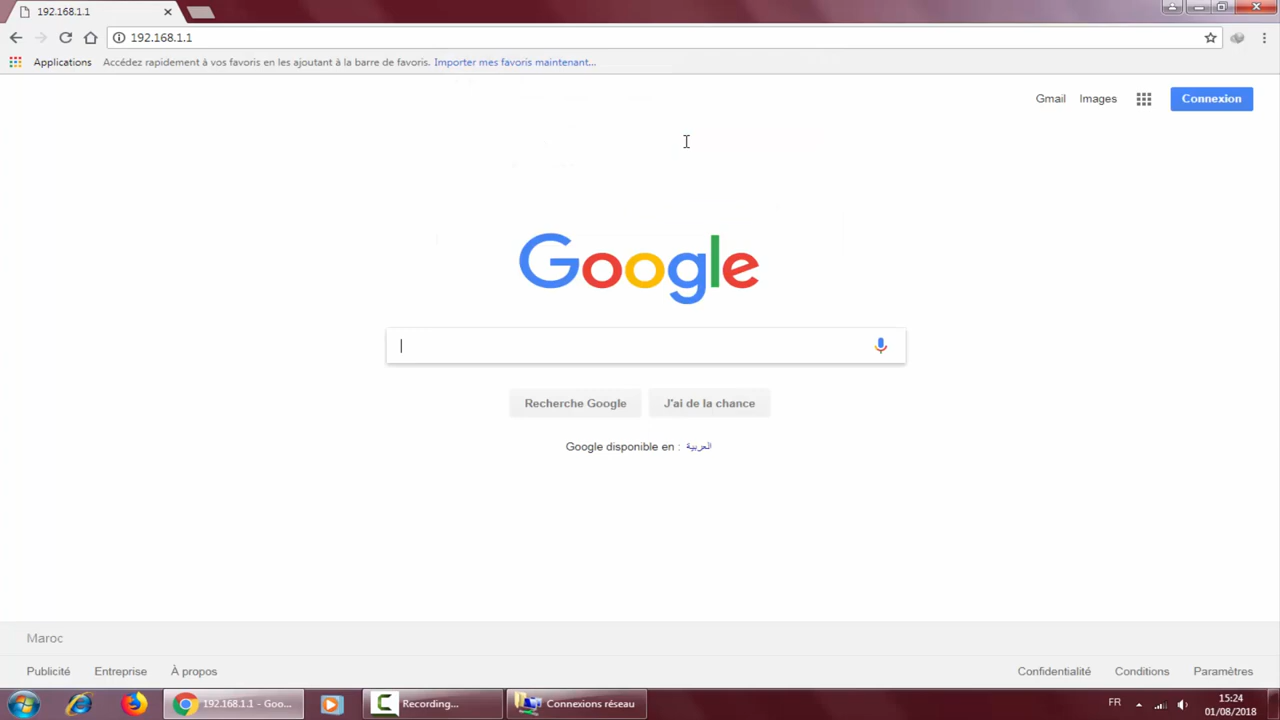 192.168.1.1
192.168.1.1
Applications Accédez rapidement à vos favoris en les ajoutant à la barre de favoris. Importer mes favoris maintenant...
Gmail Images Connexion
Google
Recherche Google J'ai de la chance
Google disponible en : العربية
Maroc
Publicité Entreprise À propos Confidentialité Conditions Paramètres
192.168.1.1 - Goo... Recording... Connexions réseau FR 15:24
01/08/2018